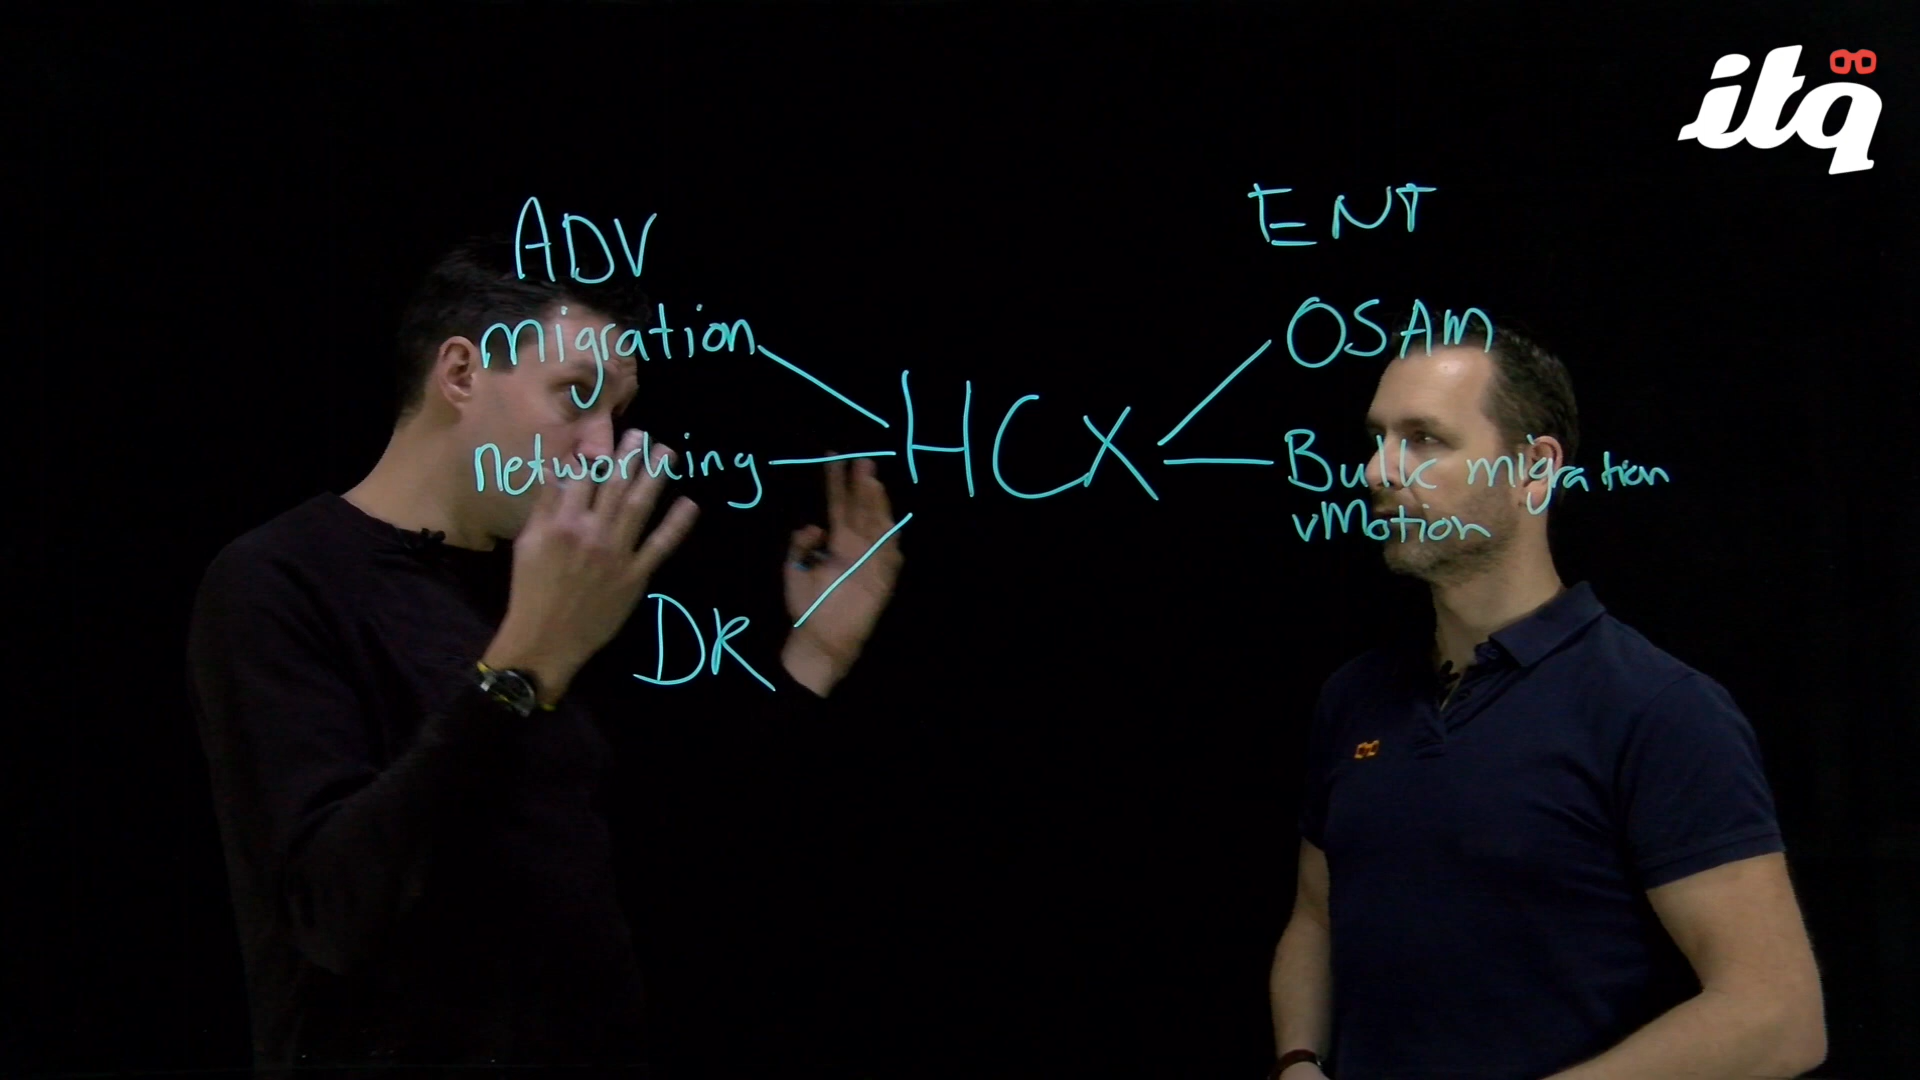 itq
ADV
migration
networking
DR
HCX
ENT
OSAM
Bulk migration
vMotion